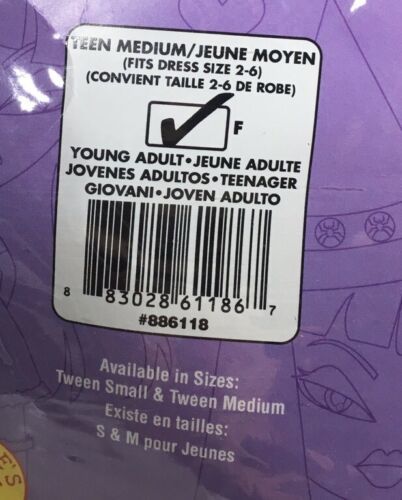 TEEN MEDIUM/JEUNE MOYEN
(FITS DRESS SIZE 2-6)
(CONVIENT TAILLE 2-6 DE ROBE)
F
YOUNG ADULT•JEUNE ADULTE
JOVENES ADULTOS•TEENAGER
GIOVANI•JOVEN ADULTO
8 83028 61186 7
#886118
Available in Sizes:
Tween Small & Tween Medium
Existe en tailles:
S & M pour Jeunes
E'S